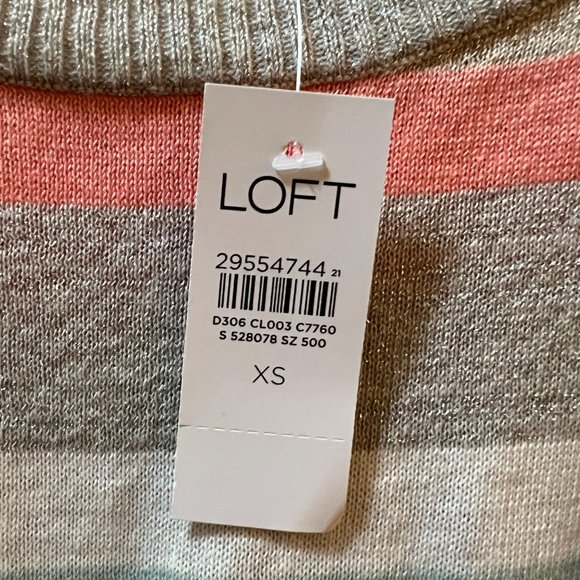 LOFT
29554744 21
D306 CL003 C7760
S 528078 SZ 500
XS